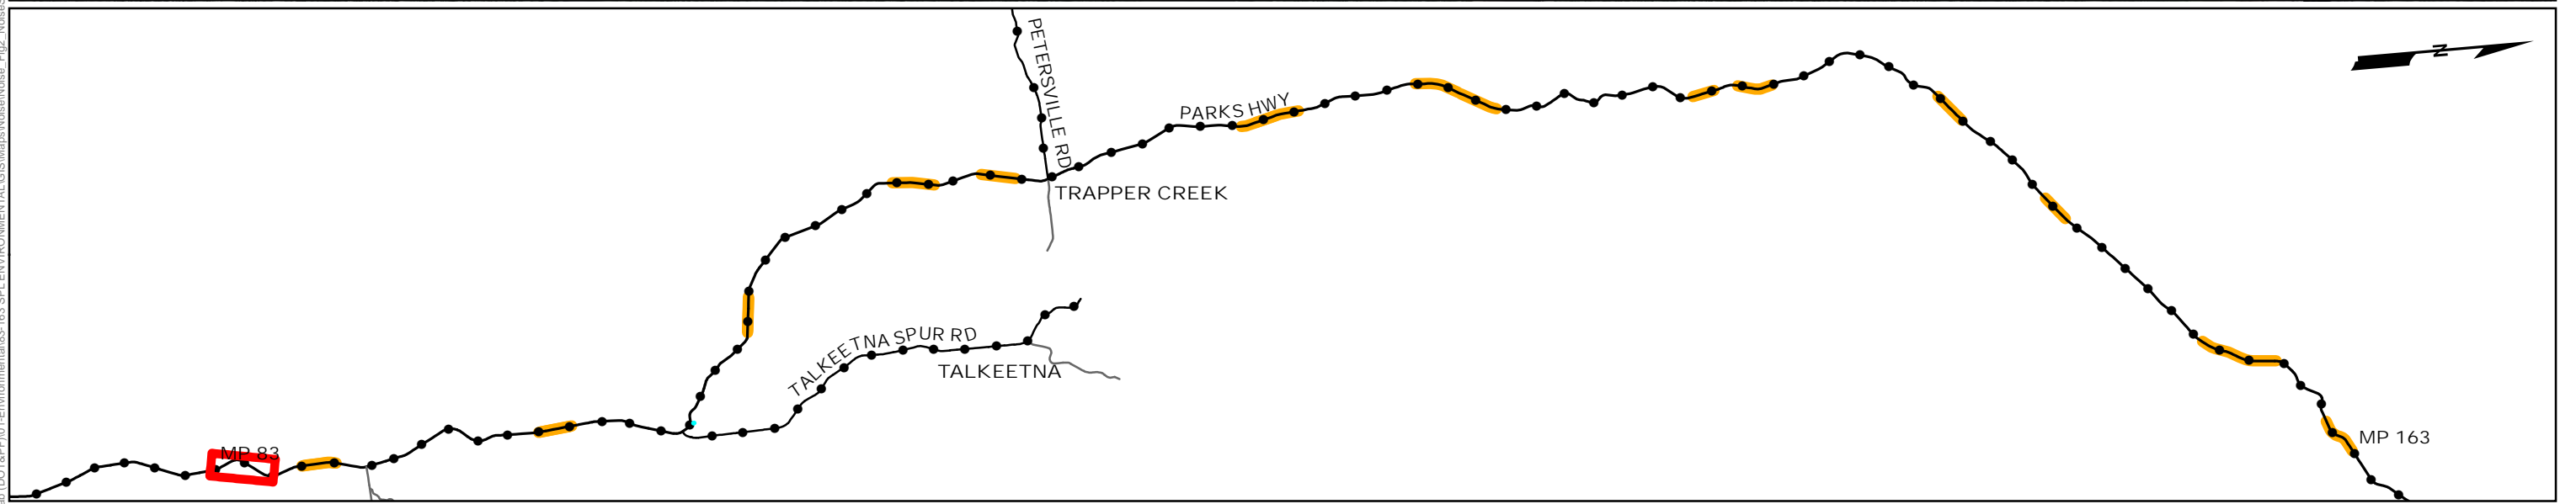 PETERSVILLE RD
N
PARKS HWY
TRAPPER CREEK
TALKEETNA SPUR RD
TALKEETNA
MP 83
MP 163